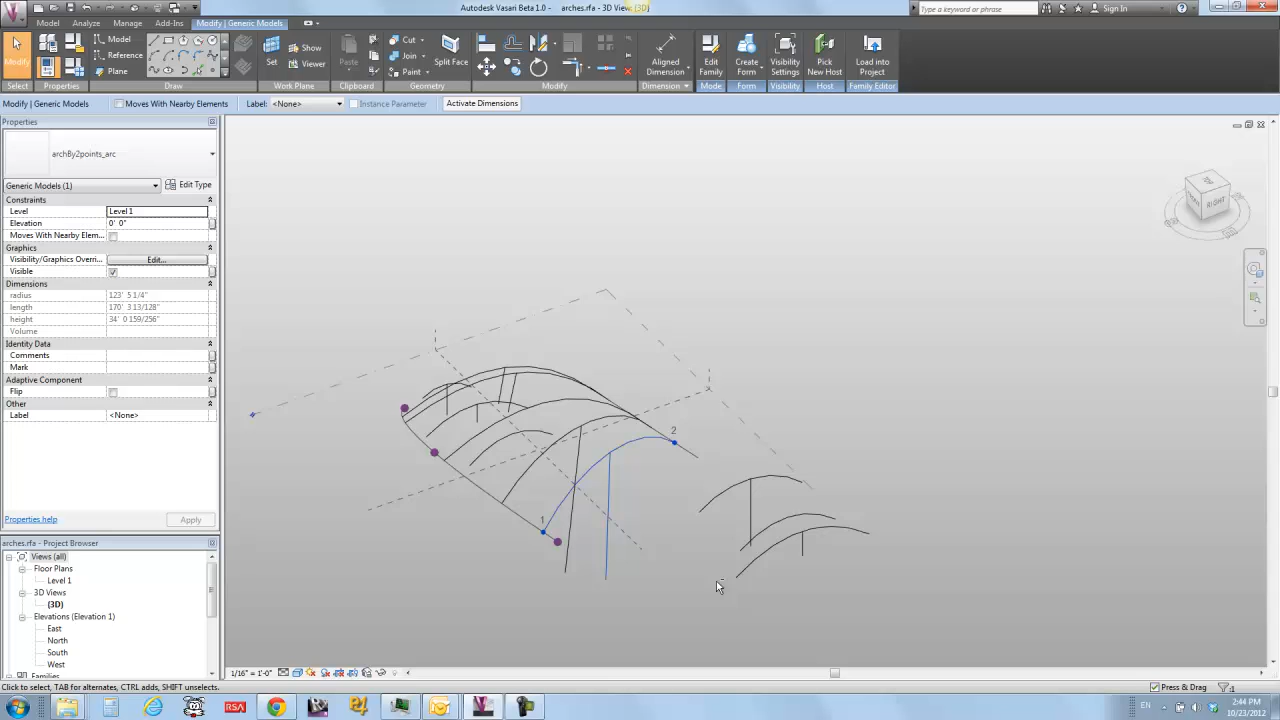 Autodesk Vasari Beta 1.0 - arches.rfa - 3D View: {3D}
Type a keyword or phrase
Sign In
Model
Analyze
Manage
Add-Ins
Modify | Generic Models
Modify
Model
Reference
Plane
Set
Show
Viewer
Paste
Cut
Join
Paint
Split Face
Aligned Dimension
Edit Family
Create Form
Visibility Settings
Pick New Host
Load into Project
Select
Properties
Draw
Work Plane
Clipboard
Geometry
Modify
Dimension
Mode
Form
Visibility
Host
Family Editor
Modify | Generic Models
Moves With Nearby Elements
Label:
<None>
Instance Parameter
Activate Dimensions
Properties
archBy2points_arc
Generic Models (1)
Edit Type
Constraints
Level
Level 1
Elevation
0' 0"
Moves With Nearby Elem...
Graphics
Visibility/Graphics Overri...
Edit...
Visible
Dimensions
radius
123' 5 1/4"
length
170' 3 13/128"
height
34' 0 159/256"
Volume
Identity Data
Comments
Mark
Adaptive Component
Flip
Other
Label
<None>
Properties help
Apply
arches.rfa - Project Browser
Views (all)
Floor Plans
Level 1
3D Views
{3D}
Elevations (Elevation 1)
East
North
South
West
Families
TOP
RIGHT
1
2
1/16" = 1'-0"
Click to select, TAB for alternates, CTRL adds, SHIFT unselects.
Press & Drag
:1
RSA
EN
2:44 PM
10/23/2012